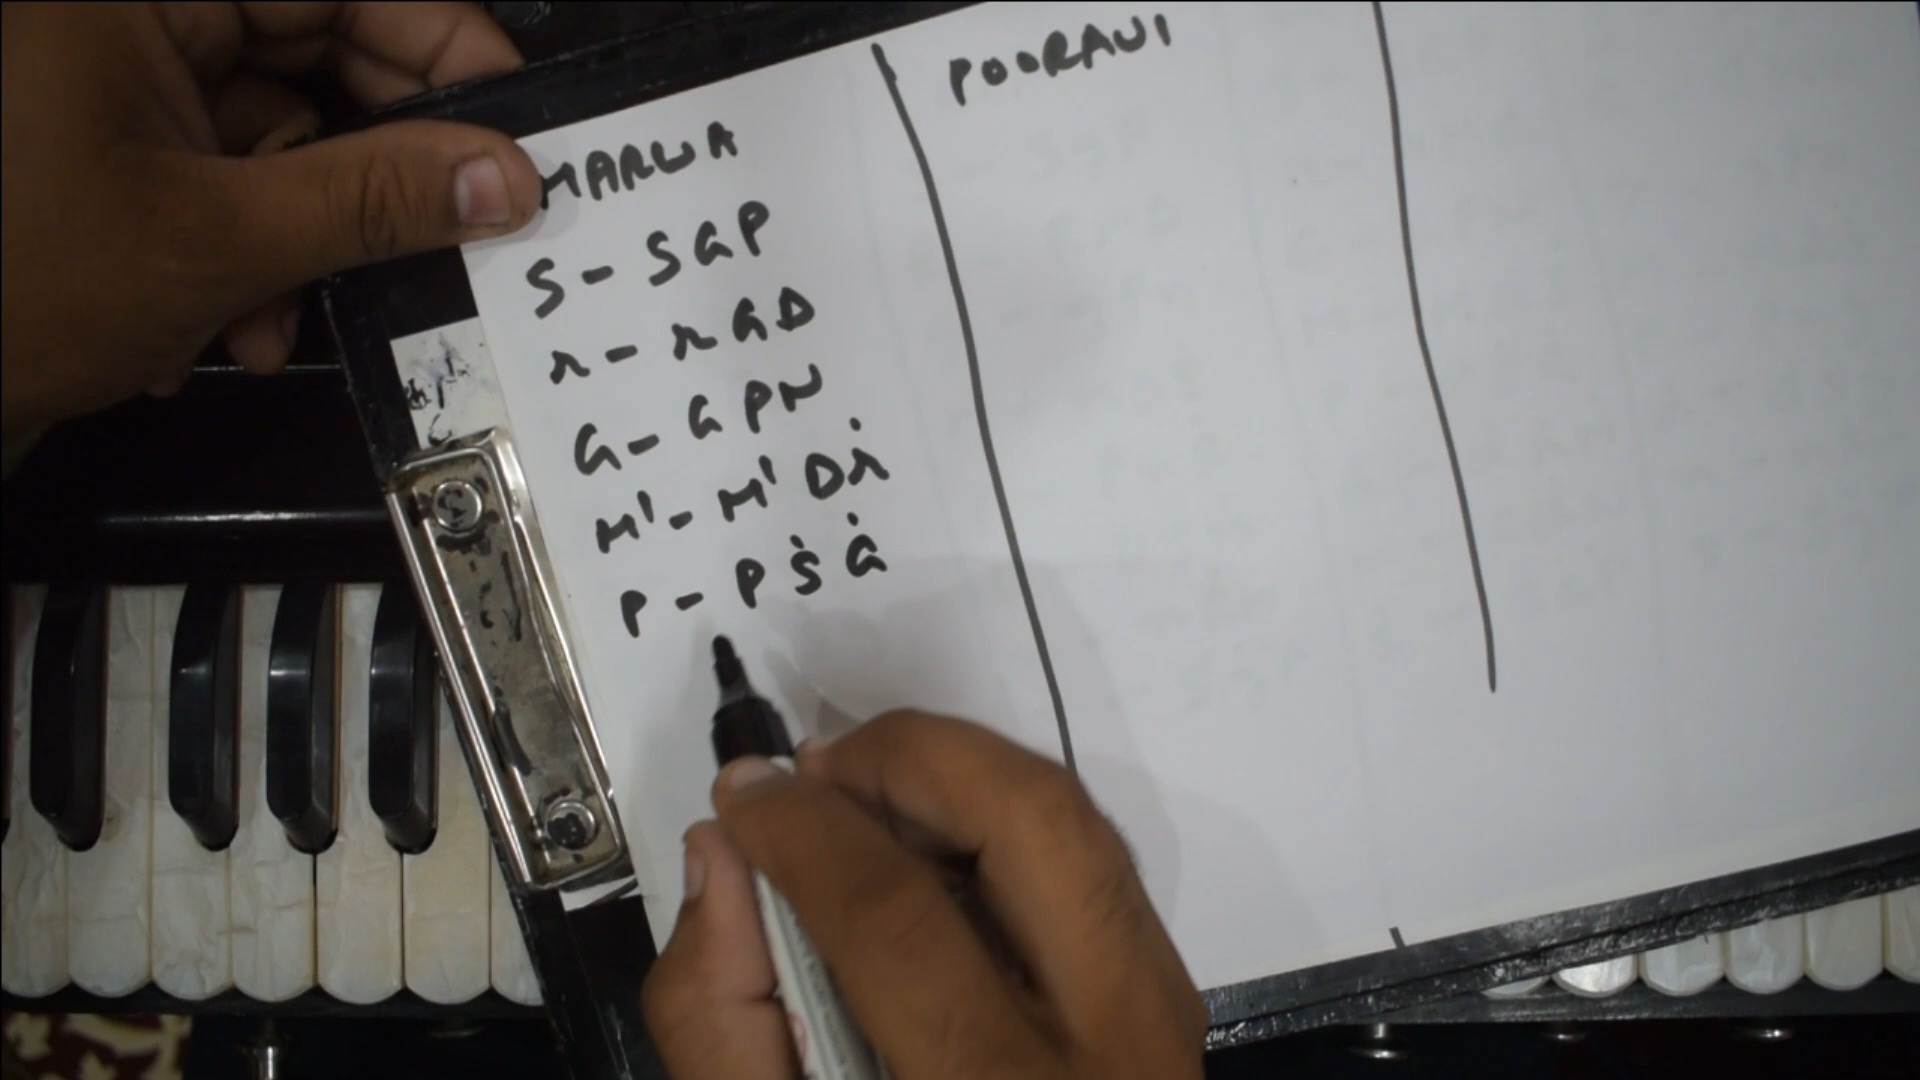 MARWA
S - S G P
r - r G D
G - G P N
M' - M' D ṙ
P - P Ṡ Ġ
POORAVI